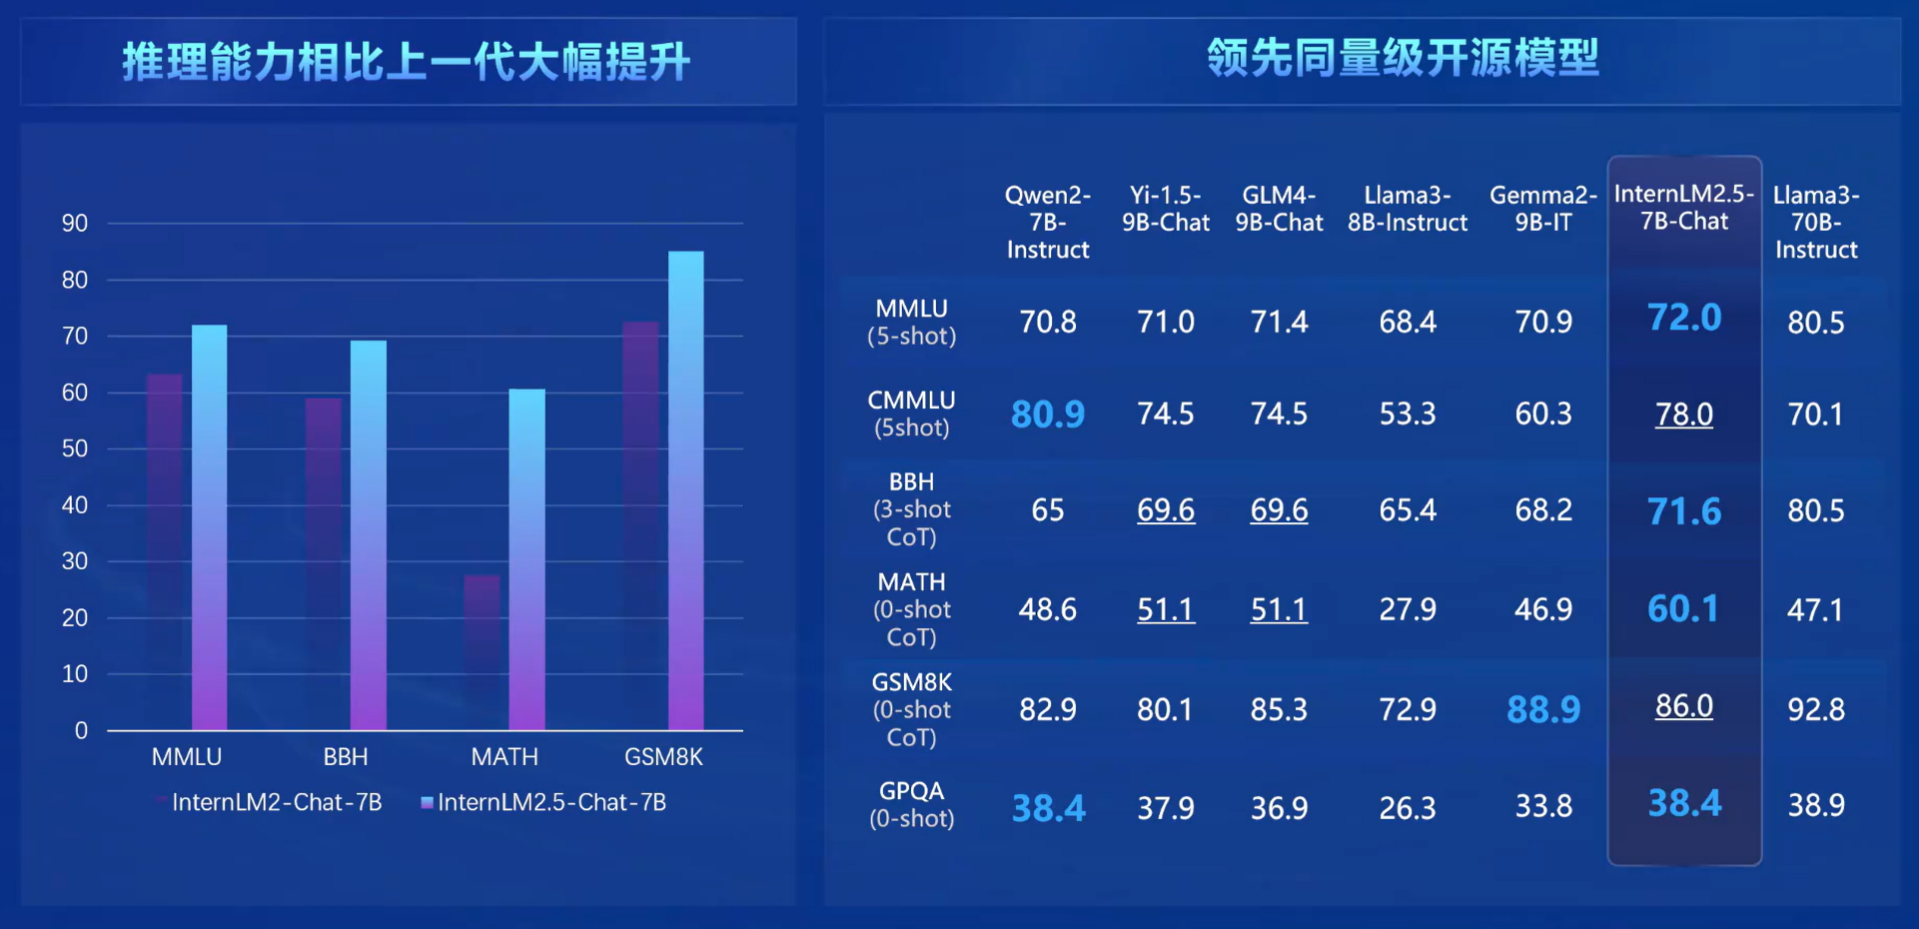 推理能力相比上一代大幅提升
90
80
70
60
50
40
30
20
10
0
MMLU BBH MATH GSM8K
InternLM2-Chat-7B InternLM2.5-Chat-7B
领先同量级开源模型
Qwen2-
7B-
Instruct
Yi-1.5-
9B-Chat
GLM4-
9B-Chat
Llama3-
8B-Instruct
Gemma2-
9B-IT
InternLM2.5-
7B-Chat
Llama3-
70B-
Instruct
MMLU
(5-shot)
70.8 71.0 71.4 68.4 70.9 72.0 80.5
CMMLU
(5shot)
80.9 74.5 74.5 53.3 60.3 78.0 70.1
BBH
(3-shot
CoT)
65 69.6 69.6 65.4 68.2 71.6 80.5
MATH
(0-shot
CoT)
48.6 51.1 51.1 27.9 46.9 60.1 47.1
GSM8K
(0-shot
CoT)
82.9 80.1 85.3 72.9 88.9 86.0 92.8
GPQA
(0-shot)
38.4 37.9 36.9 26.3 33.8 38.4 38.9